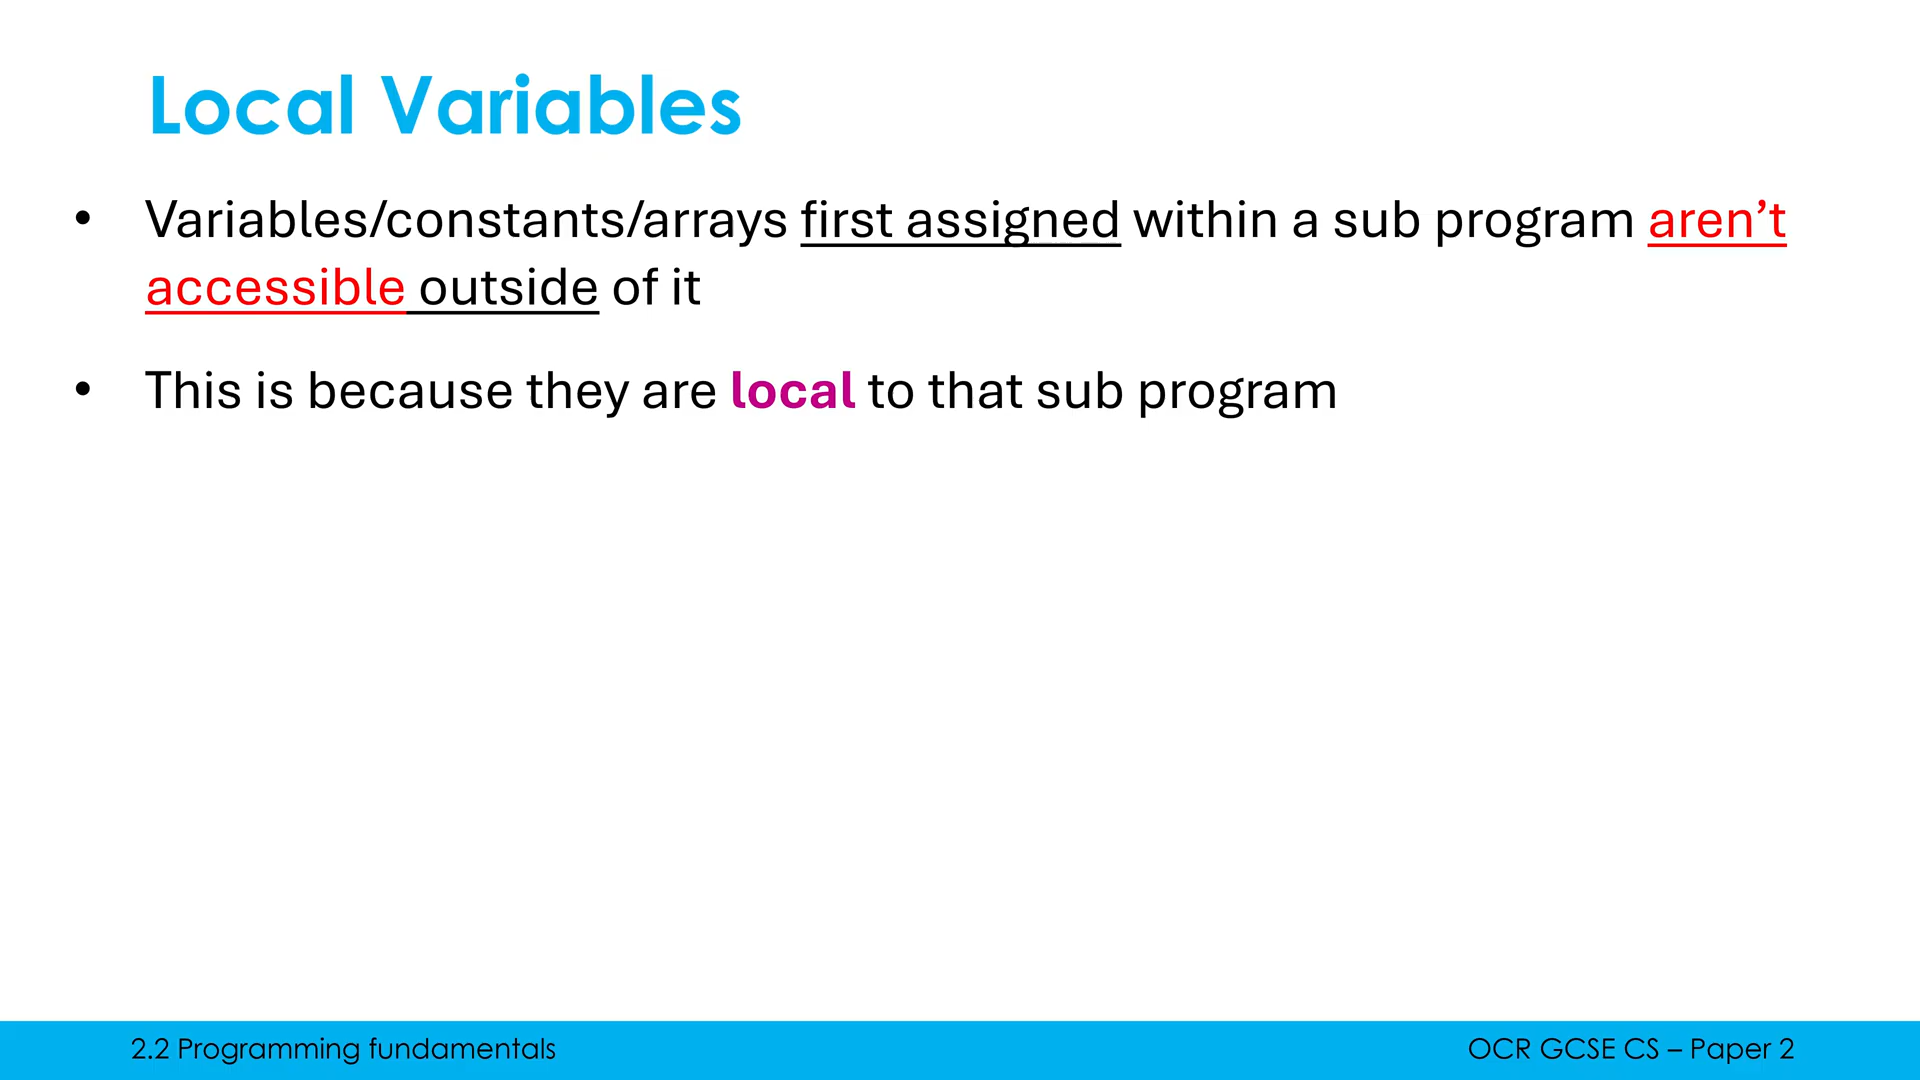 Local Variables
• Variables/constants/arrays first assigned within a sub program aren’t
accessible outside of it
• This is because they are local to that sub program
2.2 Programming fundamentals
OCR GCSE CS – Paper 2